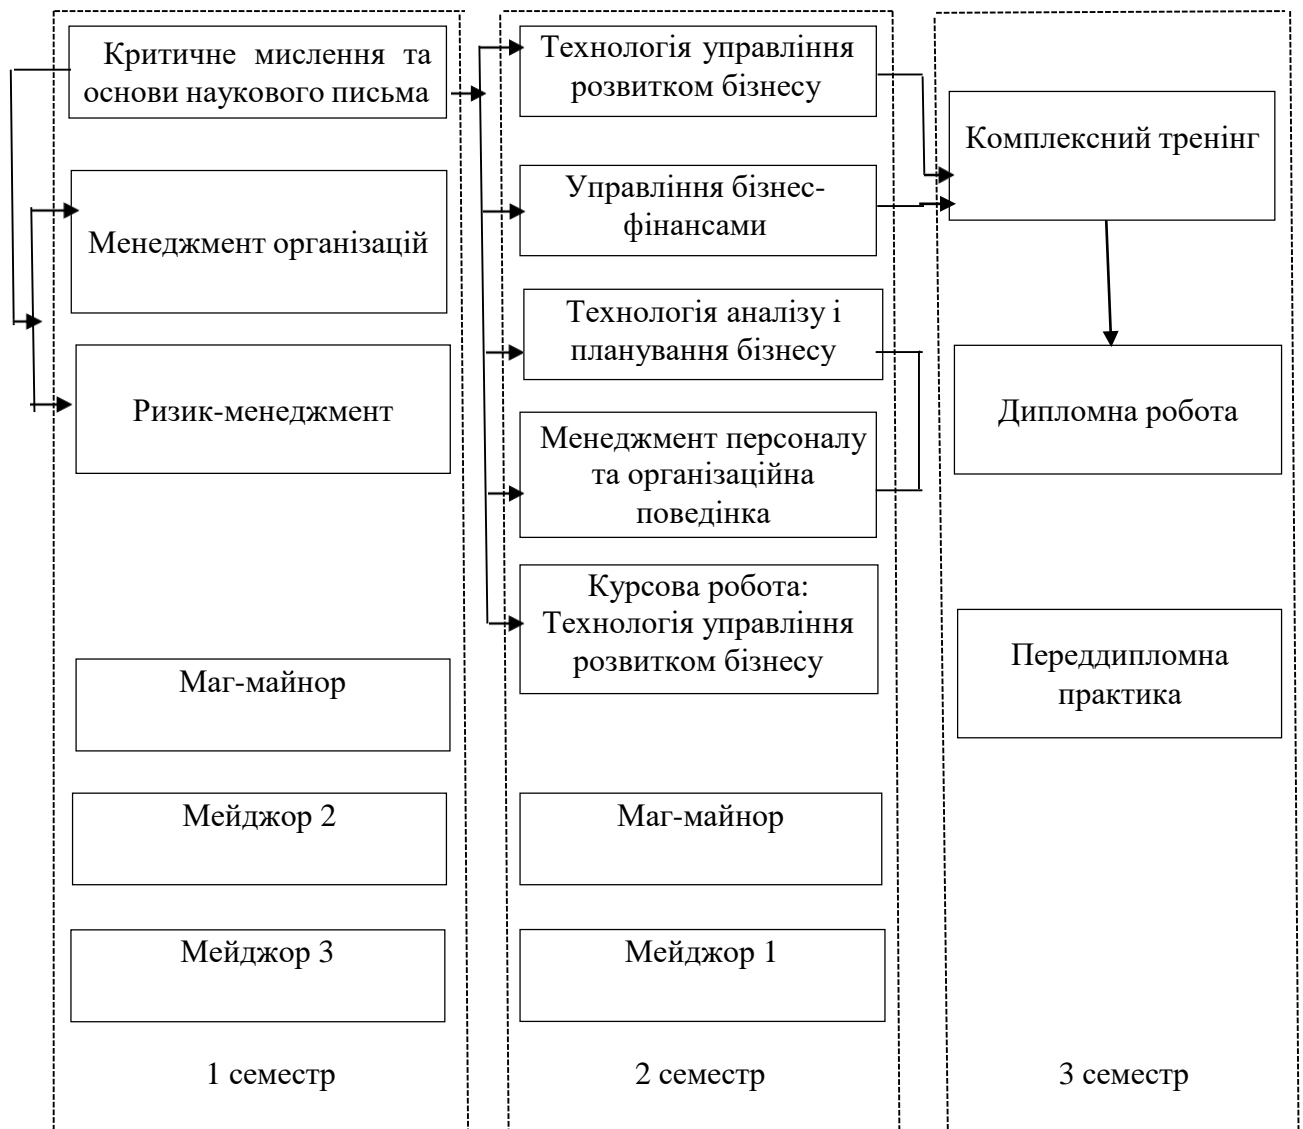 Критичне мислення та
основи наукового письма
Менеджмент організацій
Ризик-менеджмент
Маг-майнор
Мейджор 2
Мейджор 3
1 семестр
Технологія управління
розвитком бізнесу
Управління бізнес-
фінансами
Технологія аналізу і
планування бізнесу
Менеджмент персоналу
та організаційна
поведінка
Курсова робота:
Технологія управління
розвитком бізнесу
Маг-майнор
Мейджор 1
2 семестр
Комплексний тренінг
Дипломна робота
Переддипломна
практика
3 семестр